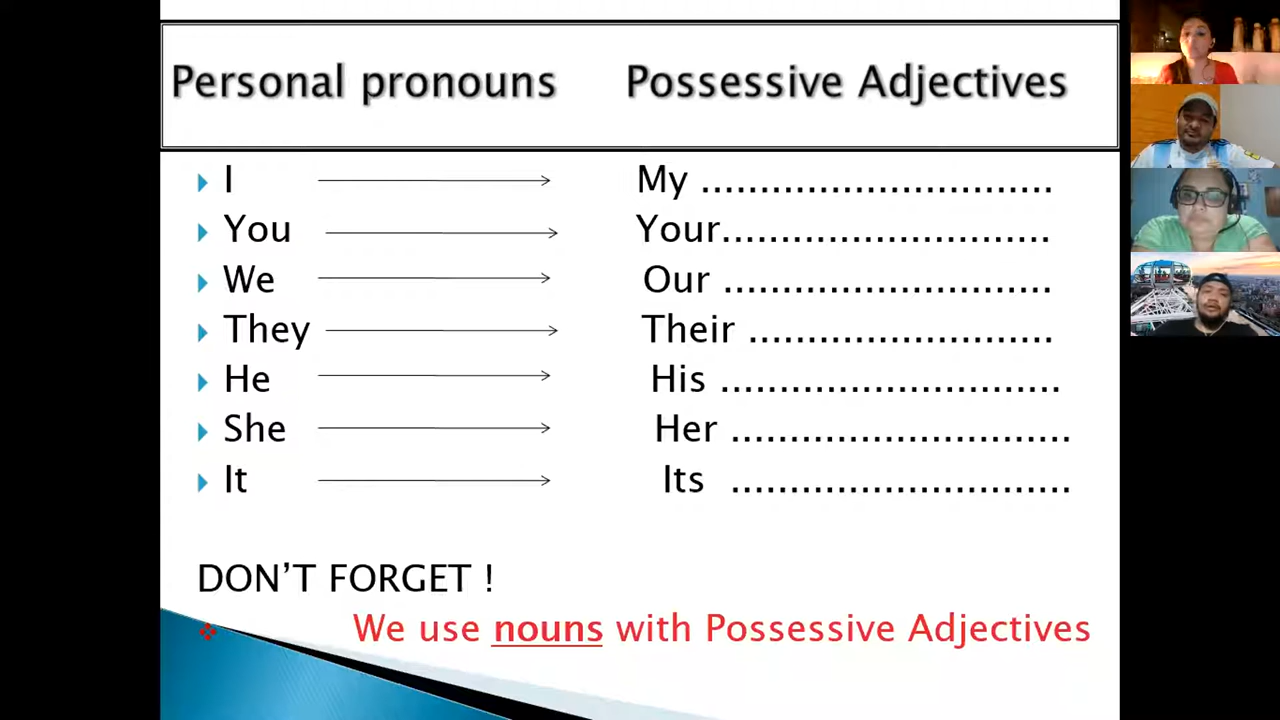 Personal pronouns Possessive Adjectives
I My ..............................
You Your............................
We Our ............................
They Their ..........................
He His .............................
She Her .............................
It Its .............................
DON’T FORGET !
We use nouns with Possessive Adjectives